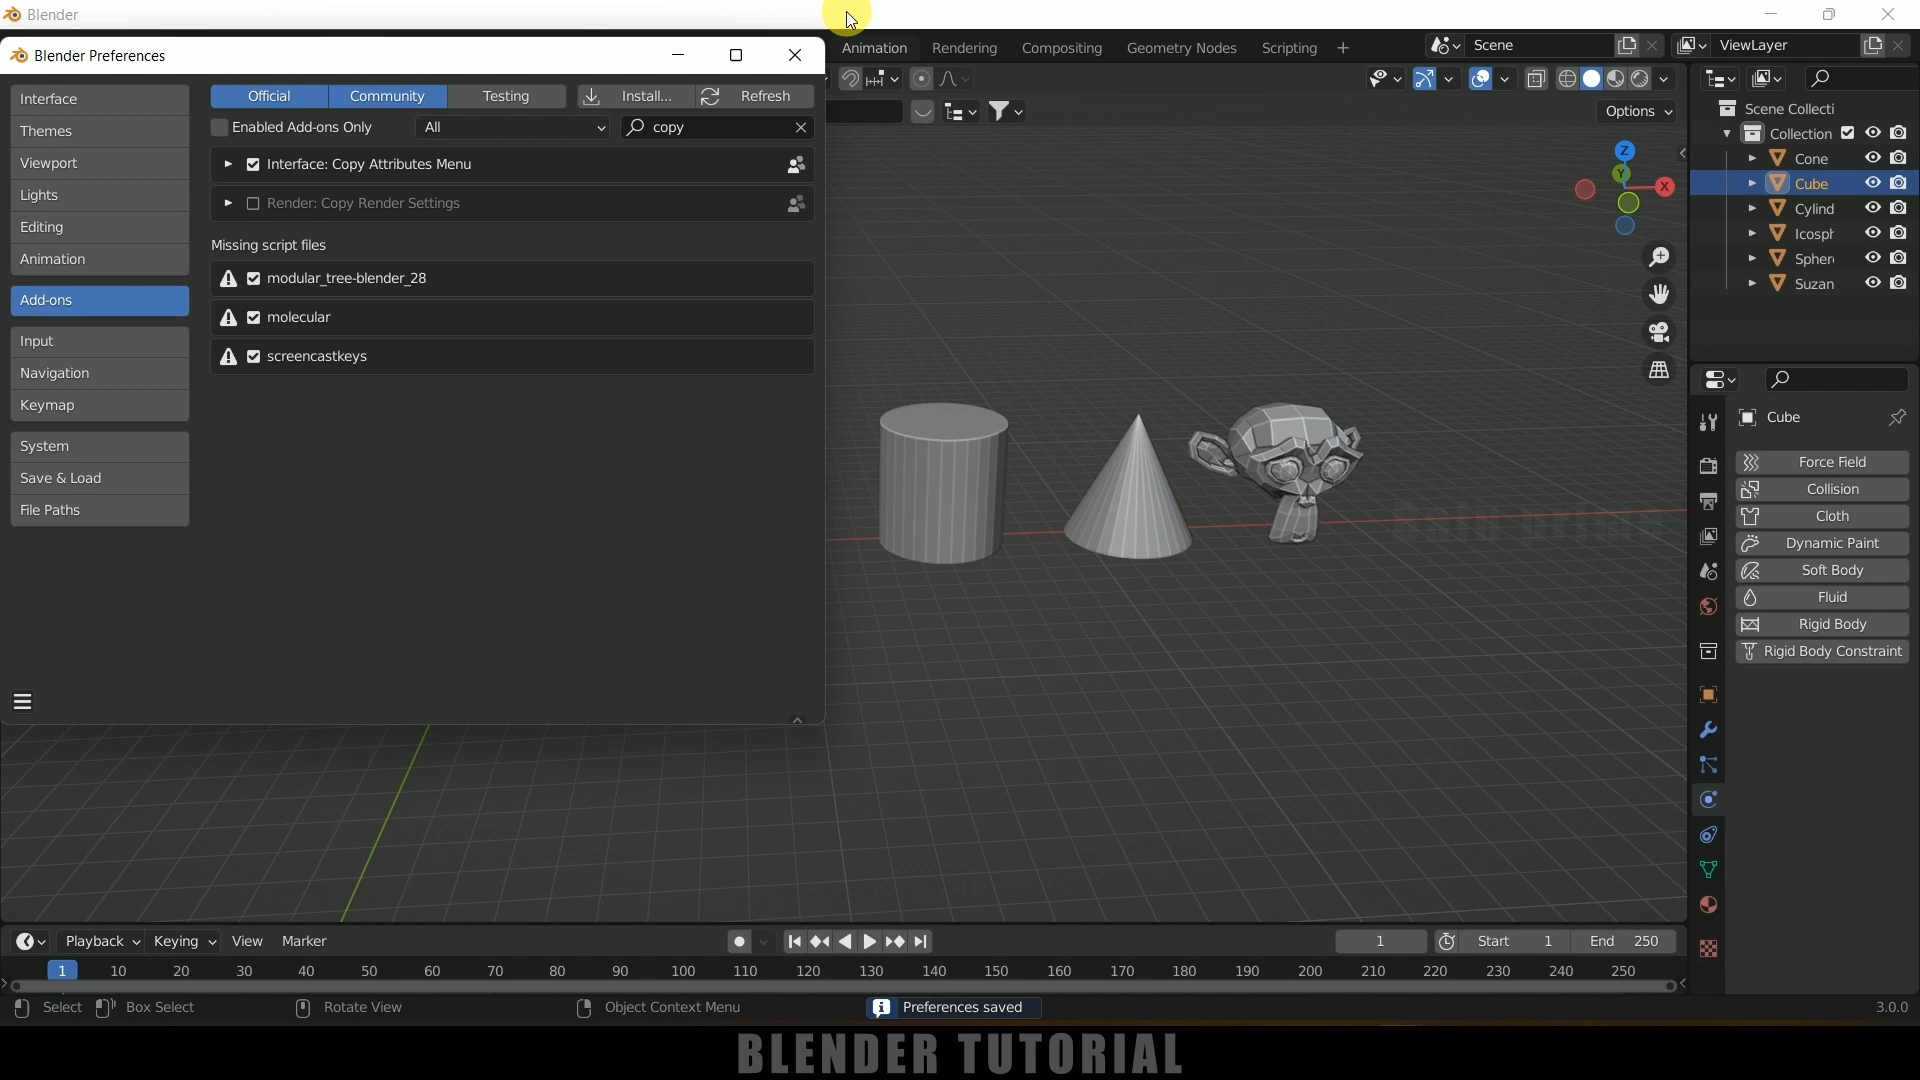 Blender
Blender Preferences
Animation Rendering Compositing Geometry Nodes Scripting
Scene
ViewLayer
Interface
Themes
Viewport
Lights
Editing
Animation
Add-ons
Input
Navigation
Keymap
System
Save & Load
File Paths
Official Community Testing Install... Refresh
Enabled Add-ons Only All copy
Interface: Copy Attributes Menu
Render: Copy Render Settings
Missing script files
modular_tree-blender_28
molecular
screencastkeys
Options
Z
Y
X
Scene Collecti
Collection
Cone
Cube
Cylind
Icosph
Sphere
Suzan
Cube
Force Field
Collision
Cloth
Dynamic Paint
Soft Body
Fluid
Rigid Body
Rigid Body Constraint
Playback Keying View Marker
1 Start 1 End 250
1 10 20 30 40 50 60 70 80 90 100 110 120 130 140 150 160 170 180 190 200 210 220 230 240 250
Select Box Select Rotate View Object Context Menu Preferences saved 3.0.0
BLENDER TUTORIAL